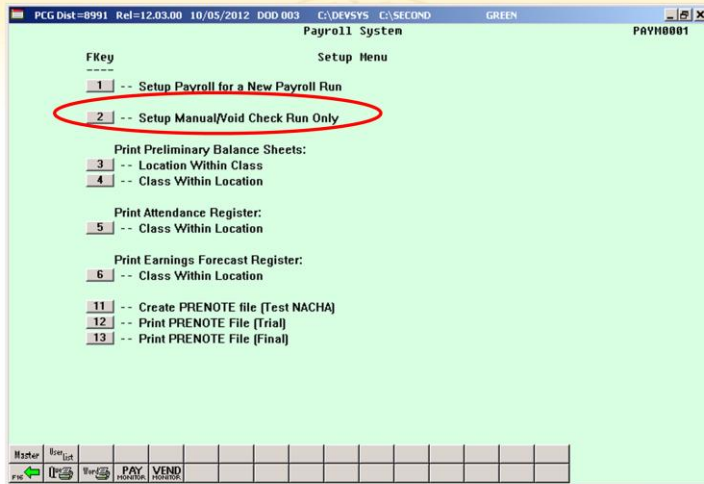 PCG Dist=8991 Rel=12.03.00 10/05/2012 DOD 003 C:\DEVSYS C:\SECOND GREEN
Payroll System PAYM0001
FKey Setup Menu
----
1 -- Setup Payroll for a New Payroll Run
2 -- Setup Manual/Void Check Run Only
Print Preliminary Balance Sheets:
3 -- Location Within Class
4 -- Class Within Location
Print Attendance Register:
5 -- Class Within Location
Print Earnings Forecast Register:
6 -- Class Within Location
11 -- Create PRENOTE file (Test NACHA)
12 -- Print PRENOTE File (Trial)
13 -- Print PRENOTE File (Final)
Master User list
F16 Word PAY MONITOR VEND MONITOR